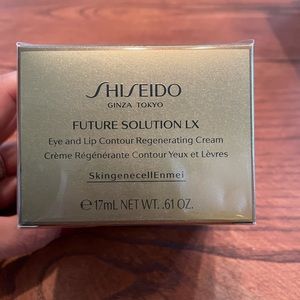 SHISEIDO
GINZA TOKYO
FUTURE SOLUTION LX
Eye and Lip Contour Regenerating Cream
Crème Régénérante Contour Yeux et Lèvres
SkingenecellEnmei
℮17mL NET WT. .61 OZ.